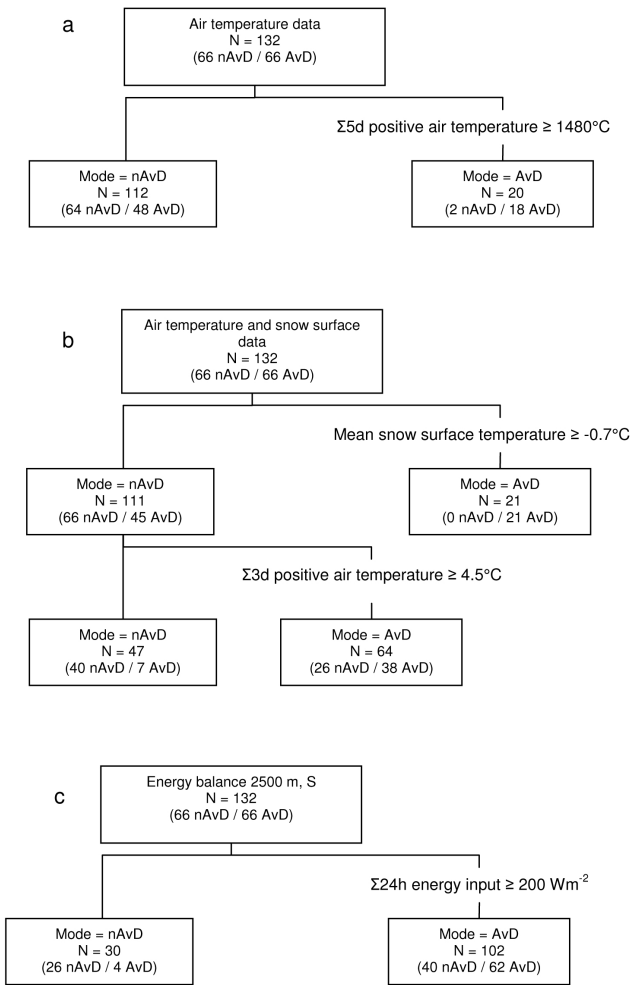 a
Air temperature data
N = 132
(66 nAvD / 66 AvD)
Σ5d positive air temperature ≥ 1480°C
Mode = nAvD
N = 112
(64 nAvD / 48 AvD)
Mode = AvD
N = 20
(2 nAvD / 18 AvD)
b
Air temperature and snow surface
data
N = 132
(66 nAvD / 66 AvD)
Mean snow surface temperature ≥ -0.7°C
Mode = nAvD
N = 111
(66 nAvD / 45 AvD)
Mode = AvD
N = 21
(0 nAvD / 21 AvD)
Σ3d positive air temperature ≥ 4.5°C
Mode = nAvD
N = 47
(40 nAvD / 7 AvD)
Mode = AvD
N = 64
(26 nAvD / 38 AvD)
c
Energy balance 2500 m, S
N = 132
(66 nAvD / 66 AvD)
Σ24h energy input ≥ 200 Wm⁻²
Mode = nAvD
N = 30
(26 nAvD / 4 AvD)
Mode = AvD
N = 102
(40 nAvD / 62 AvD)